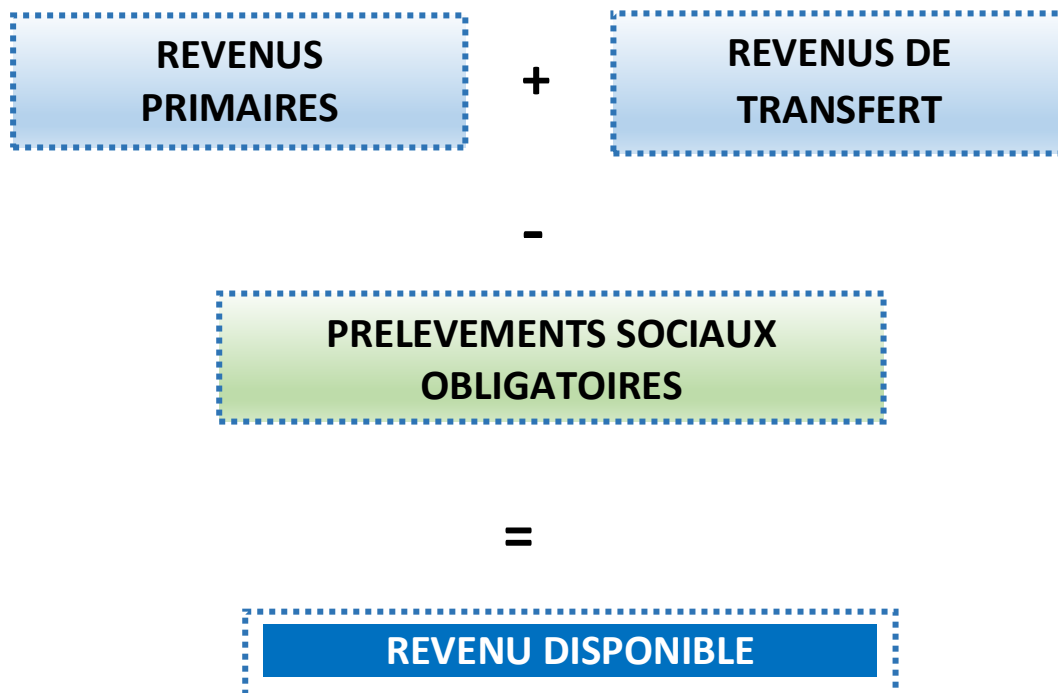 REVENUS
PRIMAIRES
+
REVENUS DE
TRANSFERT
-
PRELEVEMENTS SOCIAUX
OBLIGATOIRES
=
REVENU DISPONIBLE